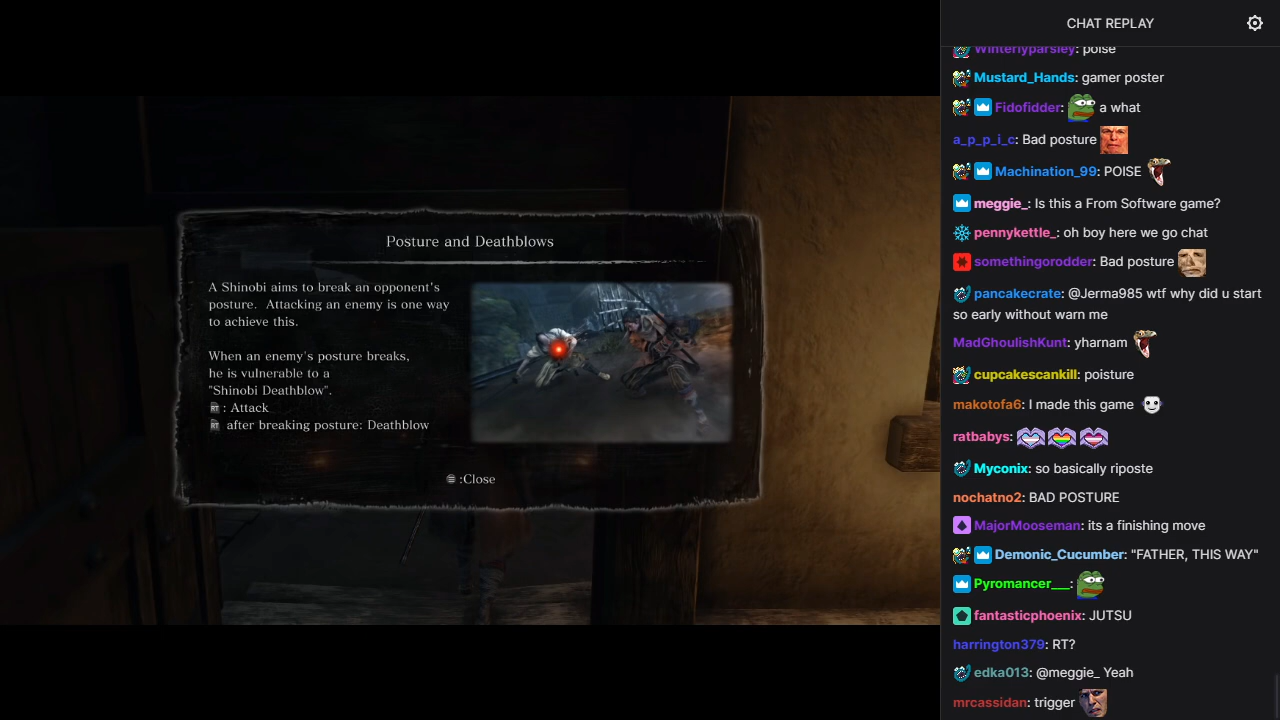 Posture and Deathblows
A Shinobi aims to break an opponent's
posture. Attacking an enemy is one way
to achieve this.
When an enemy's posture breaks,
he is vulnerable to a
"Shinobi Deathblow".
RT : Attack
RT after breaking posture: Deathblow
:Close
CHAT REPLAY
Winterlyparsley: poise
Mustard_Hands: gamer poster
Fidofidder: a what
a_p_p_i_c: Bad posture
Machination_99: POISE
meggie_: Is this a From Software game?
pennykettle_: oh boy here we go chat
somethingorodder: Bad posture
pancakecrate: @Jerma985 wtf why did u start
so early without warn me
MadGhoulishKunt: yharnam
cupcakescankill: poisture
makotofa6: I made this game
ratbabys:
Myconix: so basically riposte
nochatno2: BAD POSTURE
MajorMooseman: its a finishing move
Demonic_Cucumber: "FATHER, THIS WAY"
Pyromancer___:
fantasticphoenix: JUTSU
harrington379: RT?
edka013: @meggie_ Yeah
mrcassidan: trigger